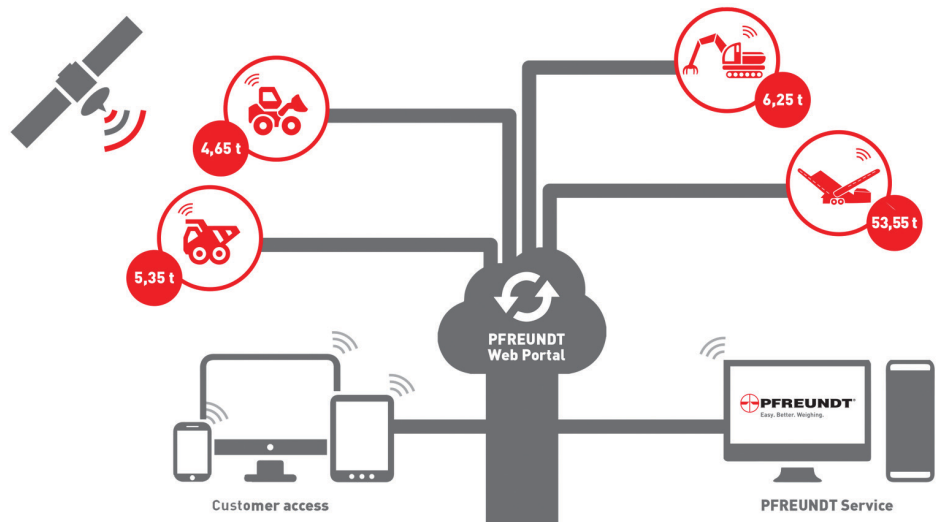 6,25 t
4,65 t
53,55 t
5,35 t
PFREUNDT
Web Portal
PFREUNDT®
Easy. Better. Weighing.
Customer access
PFREUNDT Service